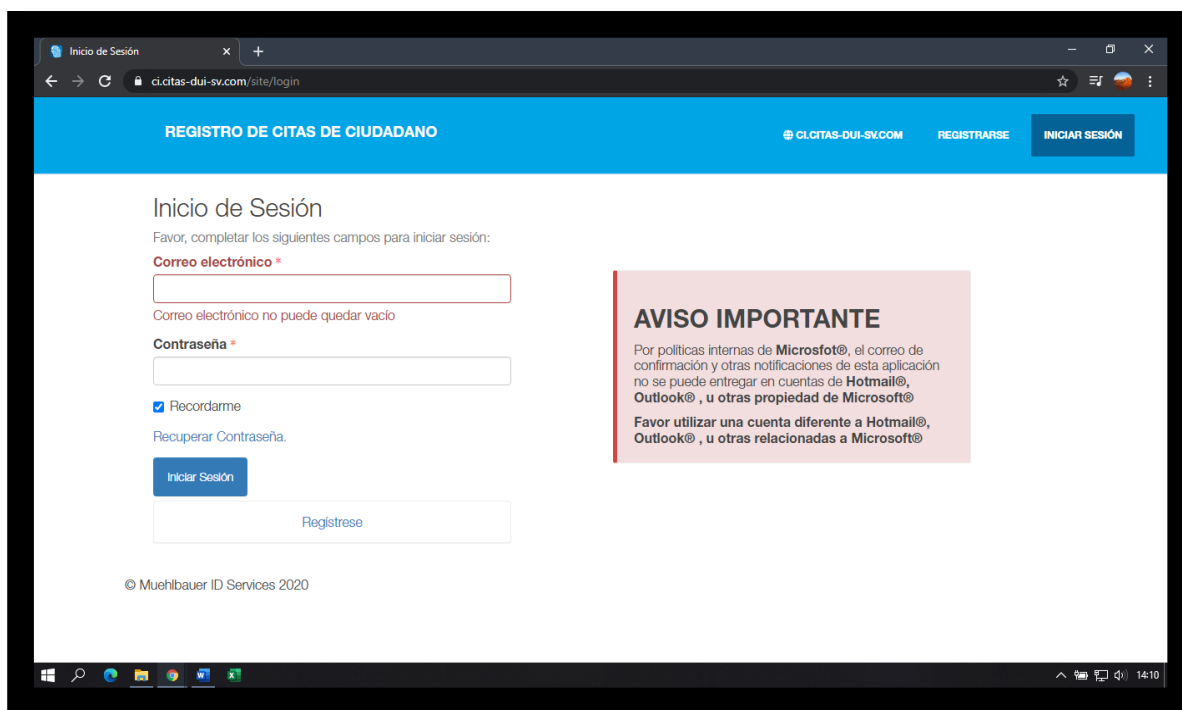 Inicio de Sesión
ci.citas-dui-sv.com/site/login
REGISTRO DE CITAS DE CIUDADANO
CI.CITAS-DUI-SV.COM
REGISTRARSE
INICIAR SESIÓN
Inicio de Sesión
Favor, completar los siguientes campos para iniciar sesión:
Correo electrónico *
Correo electrónico no puede quedar vacío
Contraseña *
Recordarme
Recuperar Contraseña.
Iniciar Sesión
Regístrese
AVISO IMPORTANTE
Por políticas internas de Microsfot®, el correo de
confirmación y otras notificaciones de esta aplicación
no se puede entregar en cuentas de Hotmail®,
Outlook® , u otras propiedad de Microsoft®
Favor utilizar una cuenta diferente a Hotmail®,
Outlook® , u otras relacionadas a Microsoft®
© Muehlbauer ID Services 2020
14:10